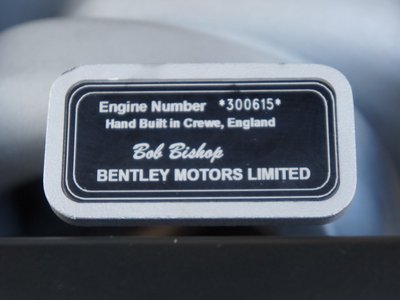 Engine Number *300615*
Hand Built in Crewe, England
Bob Bishop
BENTLEY MOTORS LIMITED